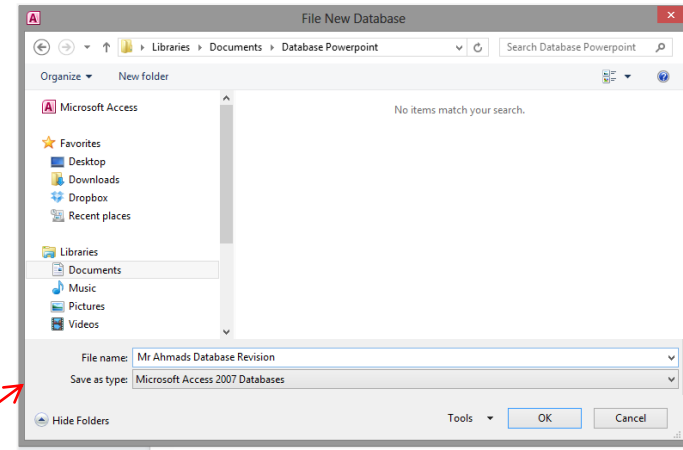 File New Database
Libraries Documents Database Powerpoint Search Database Powerpoint
Organize New folder
Microsoft Access
No items match your search.
Favorites
Desktop
Downloads
Dropbox
Recent places
Libraries
Documents
Music
Pictures
Videos
File name: Mr Ahmads Database Revision
Save as type: Microsoft Access 2007 Databases
Hide Folders Tools OK Cancel